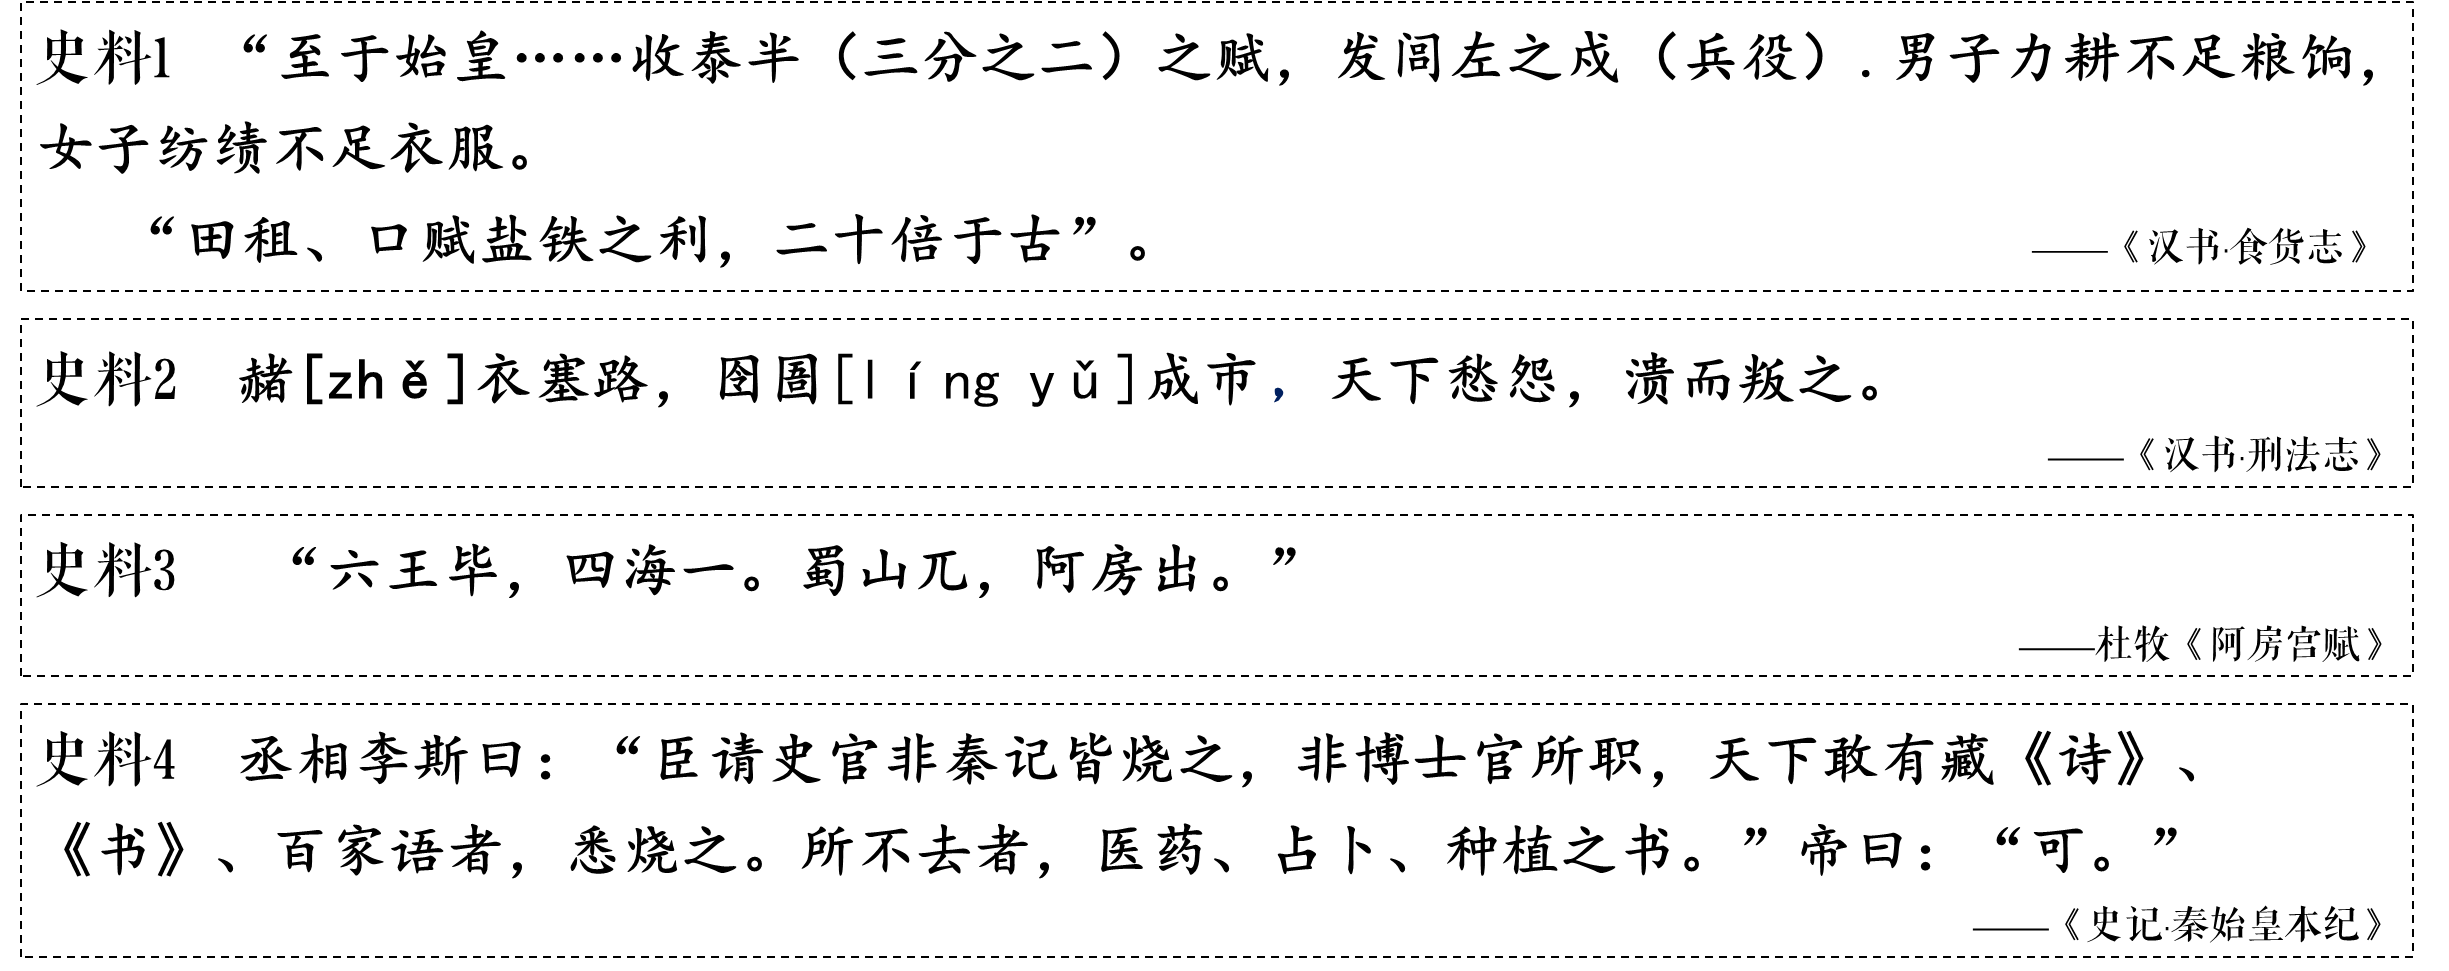 史料1 “至于始皇……收泰半（三分之二）之赋，发闾左之戍（兵役）.男子力耕不足粮饷，
女子纺绩不足衣服。
“田租、口赋盐铁之利，二十倍于古”。 ——《汉书·食货志》
史料2 赭[zhě]衣塞路，囹圄[líng yǔ]成市，天下愁怨，溃而叛之。
——《汉书·刑法志》
史料3 “六王毕，四海一。蜀山兀，阿房出。”
——杜牧《阿房宫赋》
史料4 丞相李斯曰：“臣请史官非秦记皆烧之，非博士官所职，天下敢有藏《诗》、
《书》、百家语者，悉烧之。所不去者，医药、占卜、种植之书。”帝曰：“可。”
——《史记·秦始皇本纪》